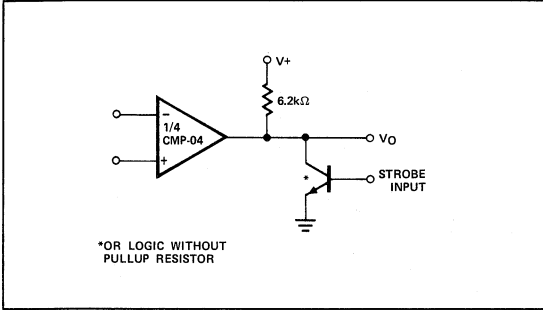 V+
6.2kΩ
−
1/4
CMP-04
+
VO
*
STROBE
INPUT
*OR LOGIC WITHOUT
PULLUP RESISTOR